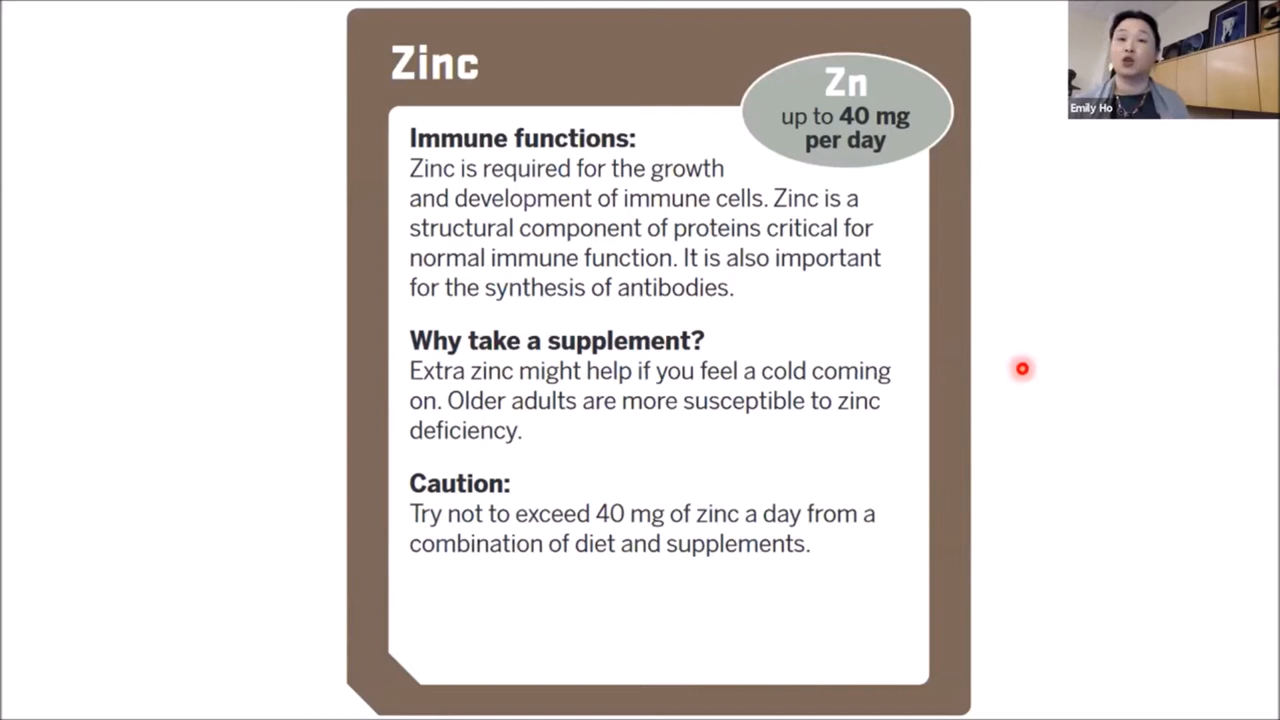 Zinc
Zn
up to 40 mg
per day
Immune functions:
Zinc is required for the growth
and development of immune cells. Zinc is a
structural component of proteins critical for
normal immune function. It is also important
for the synthesis of antibodies.
Why take a supplement?
Extra zinc might help if you feel a cold coming
on. Older adults are more susceptible to zinc
deficiency.
Caution:
Try not to exceed 40 mg of zinc a day from a
combination of diet and supplements.
Emily Ho